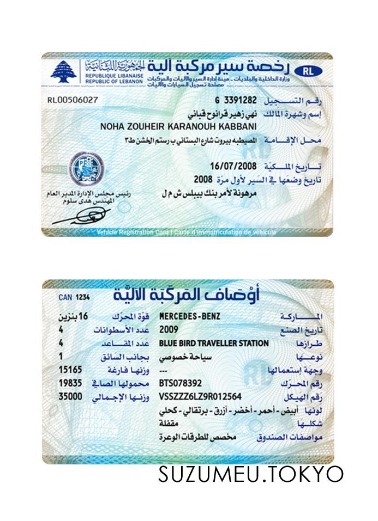 الجمهورية اللبنانية
REPUBLIQUE LIBANAISE
REPUBLIC OF LEBANON
رخصة سير مركبة آلية
RL
وزارة الداخلية والبلديات - هيئة إدارة السير والآليات والمركبات
مصلحة تسجيل السيارات والآليات
RL00506027
رقم التسجيل G 3391282
إسم وشهرة المالك نهى زهير قرانوح قباني
NOHA ZOUHEIR KARANOUH KABBANI
محل الإقامة المصيطبه بيروت شارع البستاني ب رستم الخشن ط٣
تاريخ الملكية 16/07/2008
تاريخ وضعها في السير لأول مرة 2008
مرهونة لأمر بنك بيبلس ش م ل
رئيس مجلس الإدارة المدير العام
المهندس هدى سلوم
Vehicle Registration Card | Carte d'immatriculation de véhicule
أوصاف المركبة الآلية
CAN 1234
الماركة MERCEDES-BENZ قوة المحرك 16 بنزين
تاريخ الصنع 2009 عدد الأسطوانات 4
طرازها BLUE BIRD TRAVELLER STATION عدد المقاعد 4
نوعها سياحة خصوصي بجانب السائق 1
وجهة إستعمالها --- وزنها فارغة 15165
رقم المحرك BTS078392 محمولها الصافي 19835
رقم الهيكل VSSZZZ6LZ9R012564 وزنها الإجمالي 35000
لونها أبيض - أحمر - أخضر - أزرق - برتقالي - كحلي
شكلها مقفلة
مواصفات الصندوق مخصص للطرقات الوعرة
SUZUMEU.TOKYO